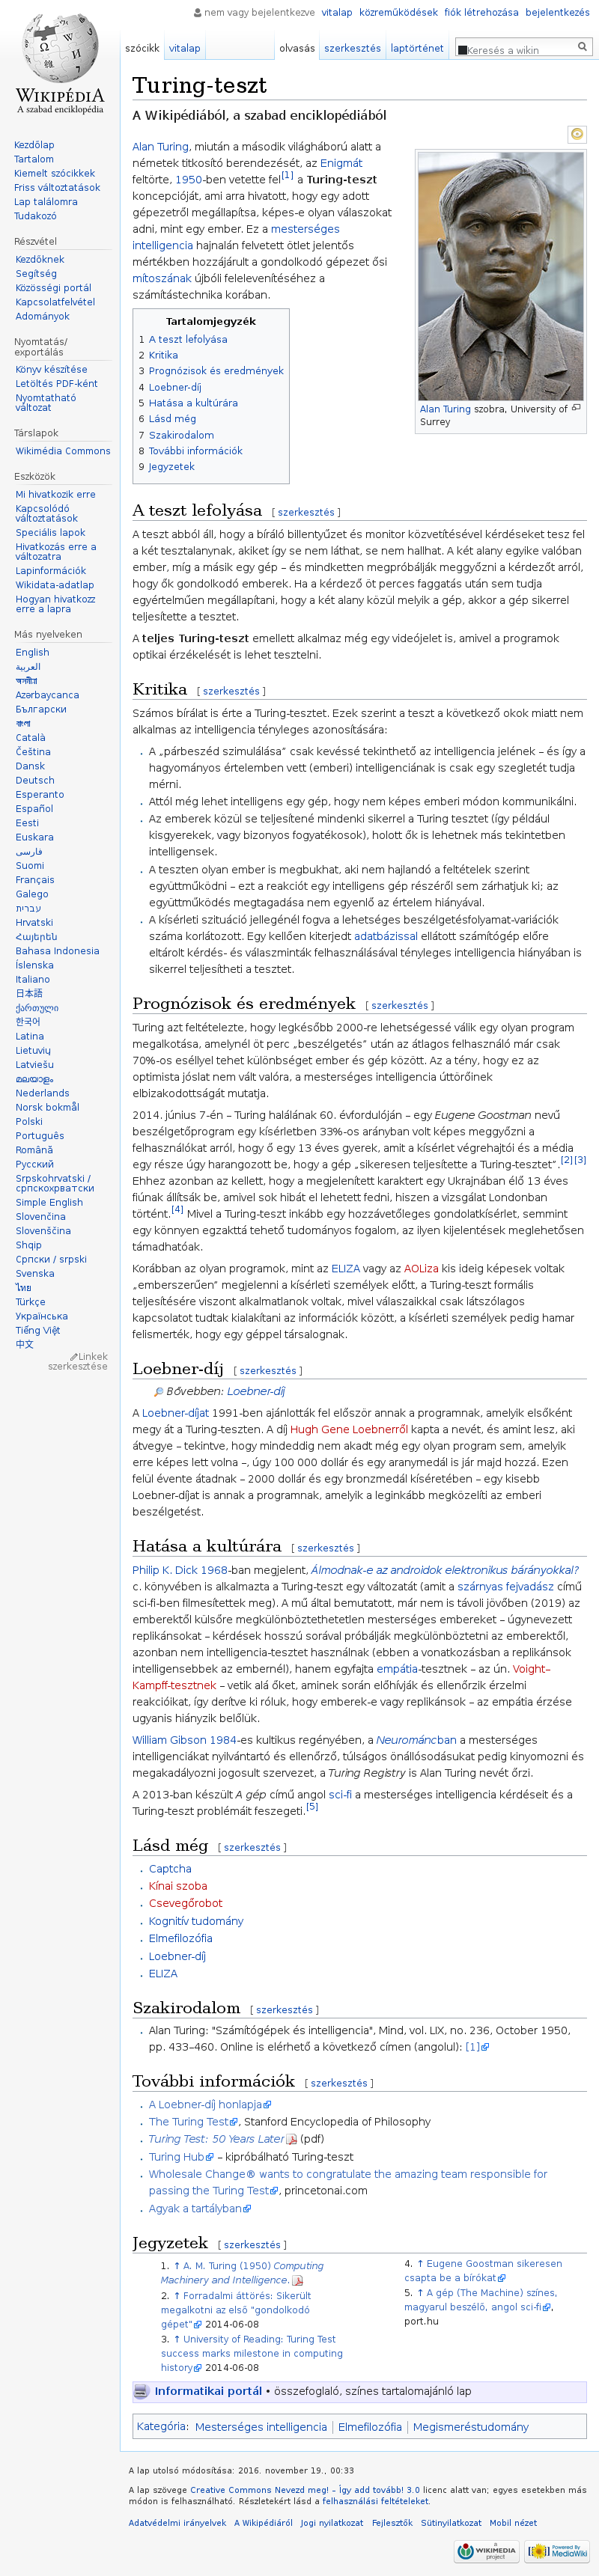 nem vagy bejelentkezve vitalap közreműködések fiók létrehozása bejelentkezés
szócikk vitalap olvasás szerkesztés laptörténet Keresés a wikin
WIKIPÉDIA
A szabad enciklopédia
Kezdőlap
Tartalom
Kiemelt szócikkek
Friss változtatások
Lap találomra
Tudakozó
Részvétel
Kezdőknek
Segítség
Közösségi portál
Kapcsolatfelvétel
Adományok
Nyomtatás/
exportálás
Könyv készítése
Letöltés PDF-ként
Nyomtatható
változat
Társlapok
Wikimédia Commons
Eszközök
Mi hivatkozik erre
Kapcsolódó
változtatások
Speciális lapok
Hivatkozás erre a
változatra
Lapinformációk
Wikidata-adatlap
Hogyan hivatkozz
erre a lapra
Más nyelveken
English
العربية
অসমীয়া
Azərbaycanca
Български
বাংলা
Català
Čeština
Dansk
Deutsch
Esperanto
Español
Eesti
Euskara
فارسی
Suomi
Français
Galego
עברית
Hrvatski
Հայերեն
Bahasa Indonesia
Íslenska
Italiano
日本語
ქართული
한국어
Latina
Lietuvių
Latviešu
മലയാളം
Nederlands
Norsk bokmål
Polski
Português
Română
Русский
Srpskohrvatski /
српскохрватски
Simple English
Slovenčina
Slovenščina
Shqip
Српски / srpski
Svenska
ไทย
Türkçe
Українська
Tiếng Việt
中文
Linkek
szerkesztése
Turing-teszt
A Wikipédiából, a szabad enciklopédiából
Alan Turing, miután a második világháború alatt a
németek titkosító berendezését, az Enigmát
feltörte, 1950-ben vetette fel[1] a Turing-teszt
koncepcióját, ami arra hivatott, hogy egy adott
gépezetről megállapítsa, képes-e olyan válaszokat
adni, mint egy ember. Ez a mesterséges
intelligencia hajnalán felvetett ötlet jelentős
mértékben hozzájárult a gondolkodó gépezet ősi
mítoszának újbóli felelevenítéséhez a
számítástechnika korában.
Alan Turing szobra, University of
Surrey
Tartalomjegyzék
1 A teszt lefolyása
2 Kritika
3 Prognózisok és eredmények
4 Loebner-díj
5 Hatása a kultúrára
6 Lásd még
7 Szakirodalom
8 További információk
9 Jegyzetek
A teszt lefolyása [ szerkesztés ]
A teszt abból áll, hogy a bíráló billentyűzet és monitor közvetítésével kérdéseket tesz fel
a két tesztalanynak, akiket így se nem láthat, se nem hallhat. A két alany egyike valóban
ember, míg a másik egy gép – és mindketten megpróbálják meggyőzni a kérdezőt arról,
hogy ők gondolkodó emberek. Ha a kérdező öt perces faggatás után sem tudja
egyértelműen megállapítani, hogy a két alany közül melyik a gép, akkor a gép sikerrel
teljesítette a tesztet.
A teljes Turing-teszt emellett alkalmaz még egy videójelet is, amivel a programok
optikai érzékelését is lehet tesztelni.
Kritika [ szerkesztés ]
Számos bírálat is érte a Turing-tesztet. Ezek szerint a teszt a következő okok miatt nem
alkalmas az intelligencia azonosítására:
A „párbeszéd szimulálása” csak kevéssé tekinthető az intelligencia jelének – és így a
hagyományos értelemben vett (emberi) intelligenciának is csak egy szegletét tudja
mérni.
Attól még lehet intelligens egy gép, hogy nem képes emberi módon kommunikálni.
Az emberek közül se teljesítené mindenki sikerrel a Turing tesztet (így például
kisgyerekek, vagy bizonyos fogyatékosok), holott ők is lehetnek más tekintetben
intelligensek.
A teszten olyan ember is megbukhat, aki nem hajlandó a feltételek szerint
együttműködni – ezt a lehetőséget viszont a gépi résztvevő sem zárhatjuk ki; az
együttműködés megtagadása nem egyenlő az értelem hiányával.
A kísérleti szituáció jellegénél fogva a lehetséges beszélgetésfolyamat-variációk
száma korlátozott. Egy kellően kiterjedt adatbázissal ellátott számítógép előre
eltárolt kérdés- és válaszminták felhasználásával tényleges intelligencia hiányában is
sikerrel teljesítheti a tesztet.
Prognózisok és eredmények [ szerkesztés ]
Turing azt feltételezte, hogy legkésőbb 2000-re lehetségessé válik egy olyan program
megalkotása, amelynél öt perc „beszélgetés” után az átlagos felhasználó már csak
70%-os eséllyel tehet különbséget ember és gép között. Az a tény, hogy ez az
optimista jóslat nem vált valóra, a mesterséges intelligencia úttörőinek
elbizakodottságát mutatja.
2014. június 7-én – Turing halálának 60. évfordulóján – egy Eugene Goostman nevű
beszélgetőprogram egy kísérletben 33%-os arányban volt képes meggyőzni a
felhasználókat arról, hogy ő egy 13 éves gyerek, amit a kísérlet végrehajtói és a média
egy része úgy harangozott be, hogy a gép „sikeresen teljesítette a Turing-tesztet”.[2][3]
Ehhez azonban az kellett, hogy a programot készítői egy Ukrajnában élő 13 éves
fiúnak állítsák be, amivel sok hibát el lehetett fedni, hiszen a vizsgálat Londonban
történt.[4] Mivel a Turing-teszt inkább egy hozzávetőleges gondolatkísérlet, semmint
egy könnyen egzakttá tehető tudományos fogalom, az ilyen kijelentések meglehetősen
támadhatóak.
Korábban az olyan programok, mint az ELIZA vagy az AOLiza kis ideig képesek voltak
„emberszerűen” megjelenni a kísérleti személyek előtt, a Turing-teszt formális
teljesítésére viszont alkalmatlanok voltak, mivel válaszaikkal csak látszólagos
kapcsolatot tudtak kialakítani az intelligencia között, a kísérleti személyek pedig hamar
felismerték, hogy egy géppel társalognak.
Loebner-díj [ szerkesztés ]
Bővebben: Loebner-díj
A Loebner-díjat 1991-ben ajánlották fel először annak a programnak, amelyik elsőként
megy át a Turing-teszten. A díj Hugh Gene Loebnerről kapta a nevét, és amint lesz, aki
átvegye – tekintve, hogy mindeddig nem akadt még egy olyan program sem, amelyik
erre képes lett volna –, úgy 100 000 dollár és egy aranymedál is jár majd hozzá. Ezen
felül évente átadnak – 2000 dollár és egy bronzmedál kíséretében – egy kisebb
Loebner-díjat is annak a programnak, amelyik a leginkább megközelíti az emberi
beszélgetést.
Hatása a kultúrára [ szerkesztés ]
Philip K. Dick 1968-ban megjelent, Álmodnak-e az androidok elektronikus bárányokkal?
c. könyvében is alkalmazta a Turing-teszt egy változatát (amit a szárnyas fejvadász című
sci-fi-ben filmesítettek meg). A mű által bemutatott, már nem is távoli jövőben (2019) az
emberektől külsőre megkülönböztethetetlen mesterséges embereket – úgynevezett
replikánsokat – kérdések hosszú sorával próbálják megkülönböztetni az emberektől,
azonban nem intelligencia-tesztet használnak (ebben a vonatkozásban a replikánsok
intelligensebbek az embernél), hanem egyfajta empátia-tesztnek – az ún. Voight–
Kampff-tesztnek – vetik alá őket, aminek során előhívják és ellenőrzik érzelmi
reakcióikat, így derítve ki róluk, hogy emberek-e vagy replikánsok – az empátia érzése
ugyanis hiányzik belőlük.
William Gibson 1984-es kultikus regényében, a Neurománcban a mesterséges
intelligenciákat nyilvántartó és ellenőrző, túlságos önállósodásukat pedig kinyomozni és
megakadályozni jogosult szervezet, a Turing Registry is Alan Turing nevét őrzi.
A 2013-ban készült A gép című angol sci-fi a mesterséges intelligencia kérdéseit és a
Turing-teszt problémáit feszegeti.[5]
Lásd még [ szerkesztés ]
Captcha
Kínai szoba
Csevegőrobot
Kognitív tudomány
Elmefilozófia
Loebner-díj
ELIZA
Szakirodalom [ szerkesztés ]
Alan Turing: "Számítógépek és intelligencia", Mind, vol. LIX, no. 236, October 1950,
pp. 433–460. Online is elérhető a következő címen (angolul): [1]
További információk [ szerkesztés ]
A Loebner-díj honlapja
The Turing Test, Stanford Encyclopedia of Philosophy
Turing Test: 50 Years Later (pdf)
Turing Hub – kipróbálható Turing-teszt
Wholesale Change® wants to congratulate the amazing team responsible for
passing the Turing Test, princetonai.com
Agyak a tartályban
Jegyzetek [ szerkesztés ]
1. ↑ A. M. Turing (1950) Computing
Machinery and Intelligence.
2. ↑ Forradalmi áttörés: Sikerült
megalkotni az első "gondolkodó
gépet" 2014-06-08
3. ↑ University of Reading: Turing Test
success marks milestone in computing
history 2014-06-08
4. ↑ Eugene Goostman sikeresen
csapta be a bírókat
5. ↑ A gép (The Machine) színes,
magyarul beszélő, angol sci-fi,
port.hu
Informatikai portál • összefoglaló, színes tartalomajánló lap
Kategória: Mesterséges intelligencia | Elmefilozófia | Megismeréstudomány
A lap utolsó módosítása: 2016. november 19., 00:33
A lap szövege Creative Commons Nevezd meg! – Így add tovább! 3.0 licenc alatt van; egyes esetekben más
módon is felhasználható. Részletekért lásd a felhasználási feltételeket.
Adatvédelmi irányelvek A Wikipédiáról Jogi nyilatkozat Fejlesztők Sütinyilatkozat Mobil nézet
WIKIMEDIA
project
Powered By
MediaWiki